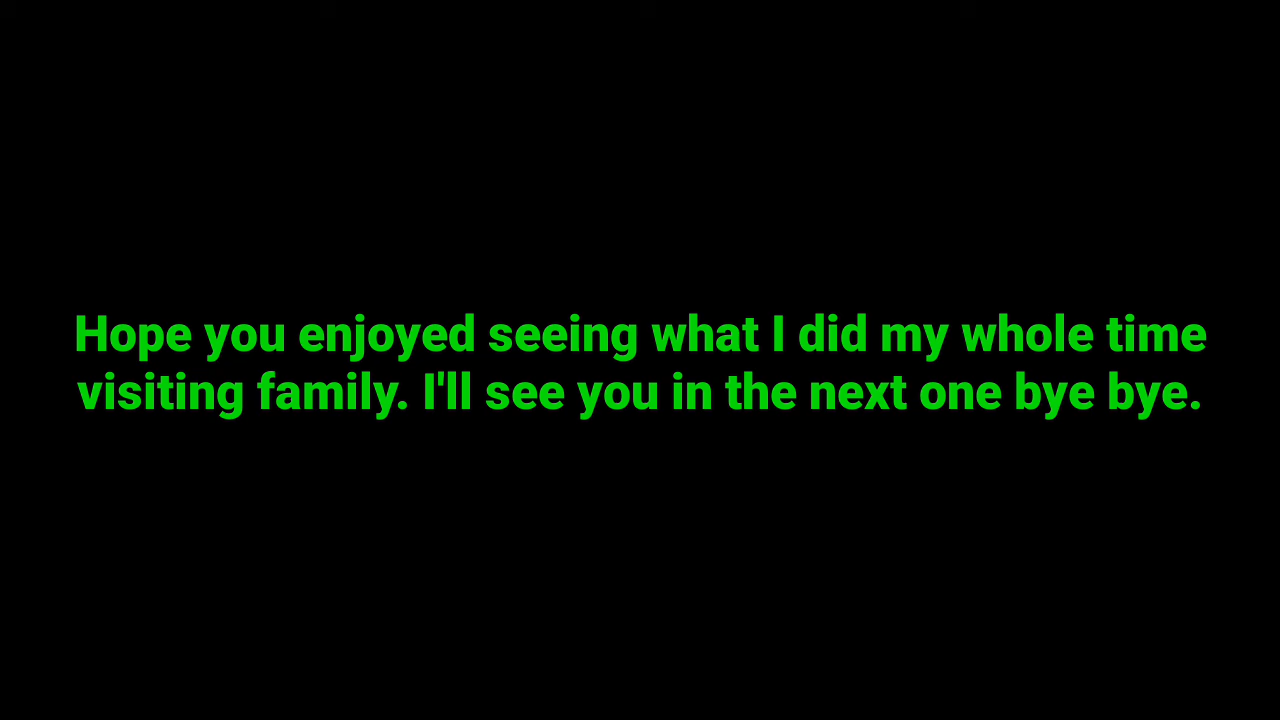 Hope you enjoyed seeing what I did my whole time
visiting family. I'll see you in the next one bye bye.